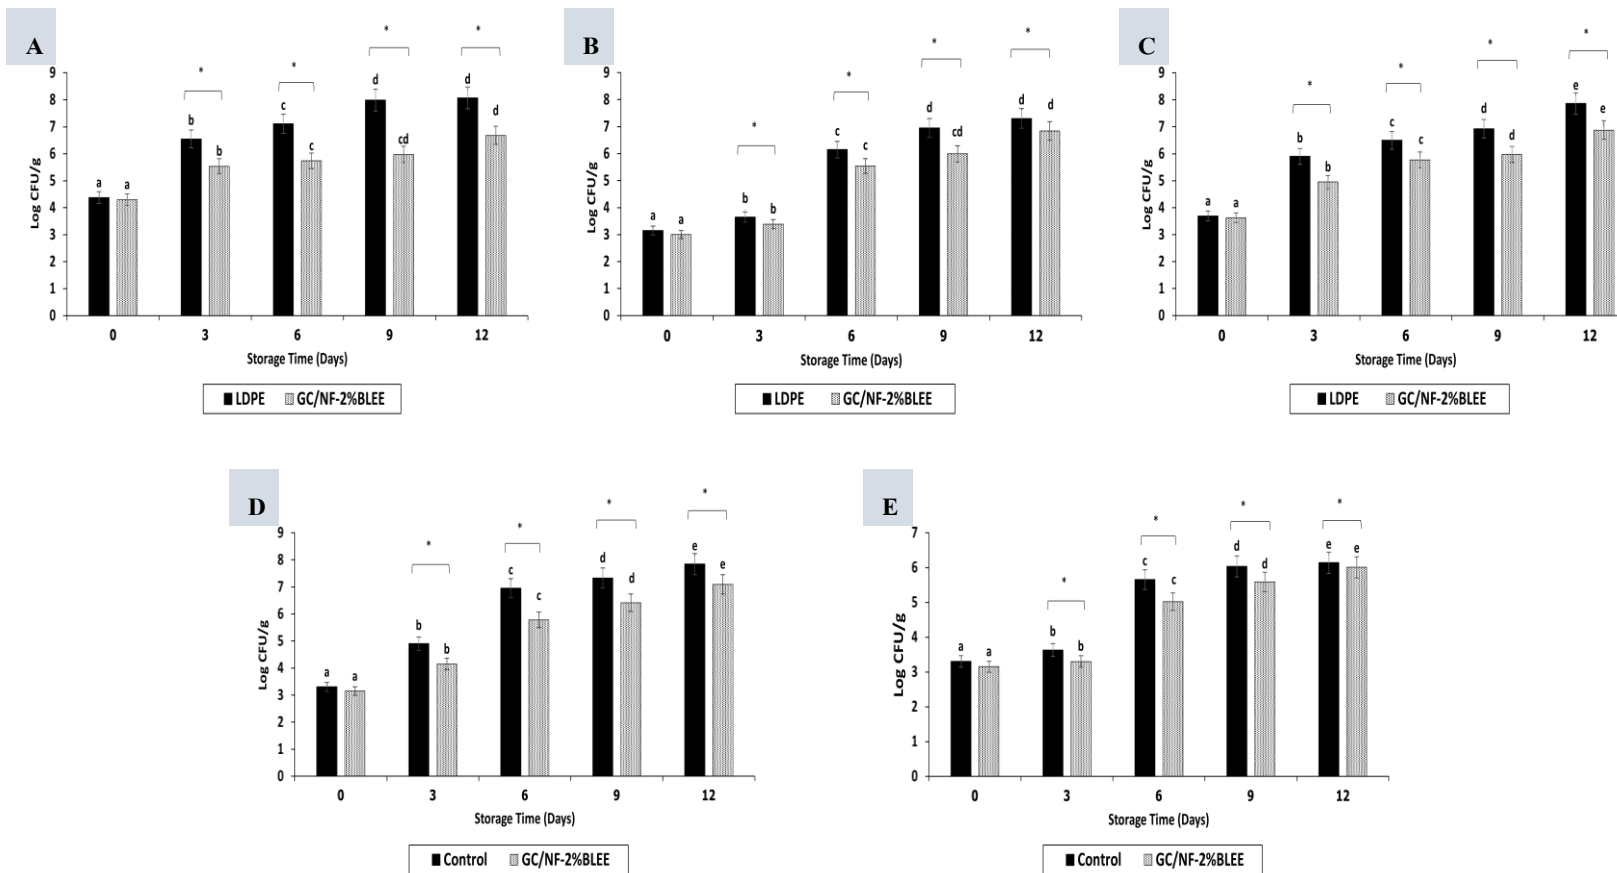 A
*
*
*
*
9
8
7
6
5
4
3
2
1
0
Log CFU/g
a a
b b
c c
d cd
d d
0 3 6 9 12
Storage Time (Days)
LDPE GC/NF-2%BLEE
B
*
*
*
*
9
8
7
6
5
4
3
2
1
0
Log CFU/g
a a
b b
c c
d cd
d d
0 3 6 9 12
Storage Time (Days)
LDPE GC/NF-2%BLEE
C
*
*
*
*
9
8
7
6
5
4
3
2
1
0
Log CFU/g
a a
b b
c c
d d
e e
0 3 6 9 12
Storage Time (Days)
LDPE GC/NF-2%BLEE
D
*
*
*
*
9
8
7
6
5
4
3
2
1
0
Log CFU/g
a a
b b
c c
d d
e e
0 3 6 9 12
Storage Time (Days)
Control GC/NF-2%BLEE
E
*
*
*
*
7
6
5
4
3
2
1
0
Log CFU/g
a a
b b
c c
d d
e e
0 3 6 9 12
Storage Time (Days)
Control GC/NF-2%BLEE